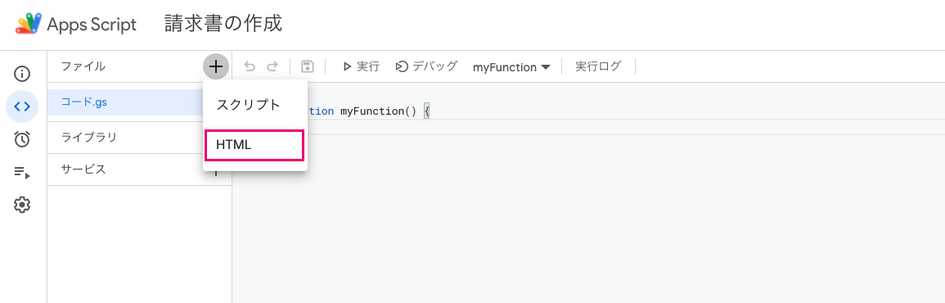 Apps Script 請求書の作成
ファイル
実行 デバッグ myFunction 実行ログ
コード.gs
スクリプト
tion myFunction() {
ライブラリ
HTML
サービス